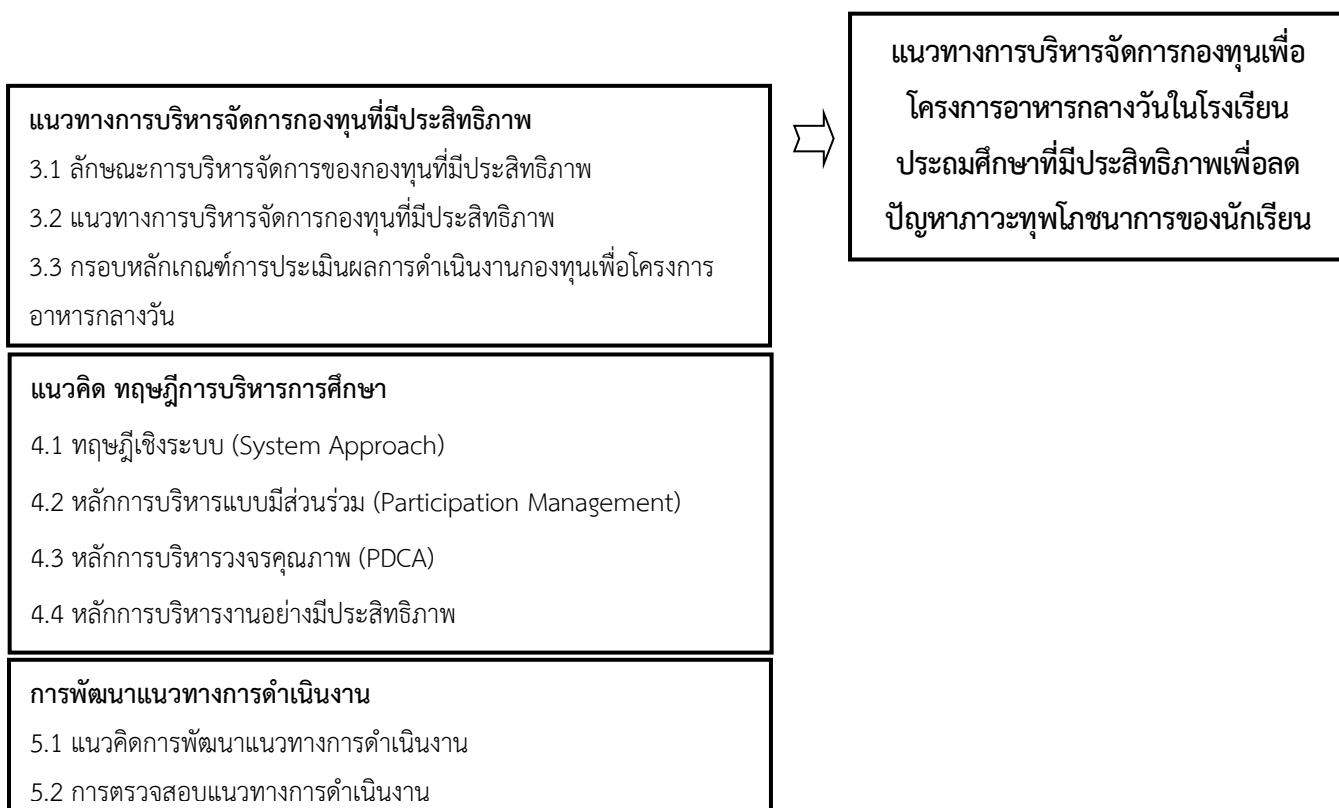 แนวทางการบริหารจัดการกองทุนที่มีประสิทธิภาพ
3.1 ลักษณะการบริหารจัดการของกองทุนที่มีประสิทธิภาพ
3.2 แนวทางการบริหารจัดการกองทุนที่มีประสิทธิภาพ
3.3 กรอบหลักเกณฑ์การประเมินผลการดำเนินงานกองทุนเพื่อโครงการ
อาหารกลางวัน
แนวทางการบริหารจัดการกองทุนเพื่อ
โครงการอาหารกลางวันในโรงเรียน
ประถมศึกษาที่มีประสิทธิภาพเพื่อลด
ปัญหาภาวะทุพโภชนาการของนักเรียน
แนวคิด ทฤษฎีการบริหารการศึกษา
4.1 ทฤษฎีเชิงระบบ (System Approach)
4.2 หลักการบริหารแบบมีส่วนร่วม (Participation Management)
4.3 หลักการบริหารวงจรคุณภาพ (PDCA)
4.4 หลักการบริหารงานอย่างมีประสิทธิภาพ
การพัฒนาแนวทางการดำเนินงาน
5.1 แนวคิดการพัฒนาแนวทางการดำเนินงาน
5.2 การตรวจสอบแนวทางการดำเนินงาน